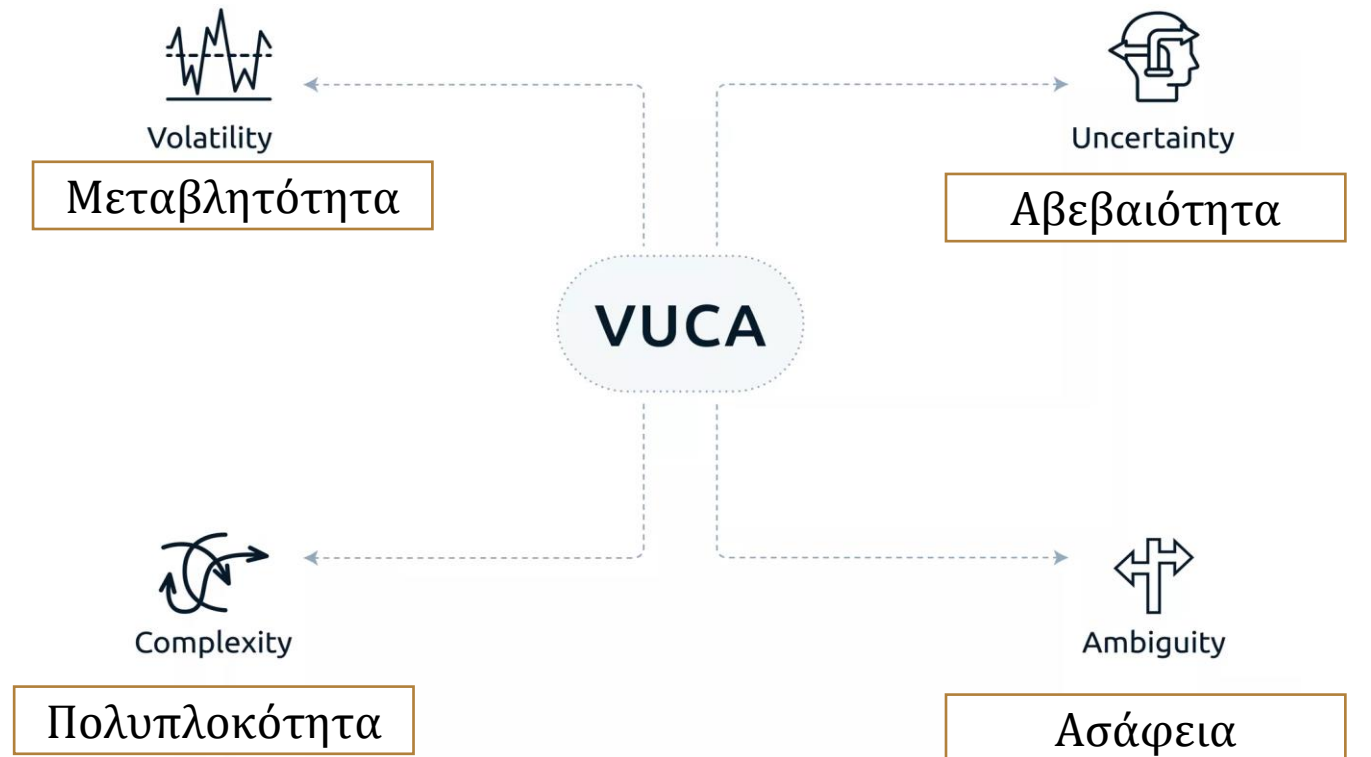 Volatility
Μεταβλητότητα
Uncertainty
Αβεβαιότητα
VUCA
Complexity
Πολυπλοκότητα
Ambiguity
Ασάφεια